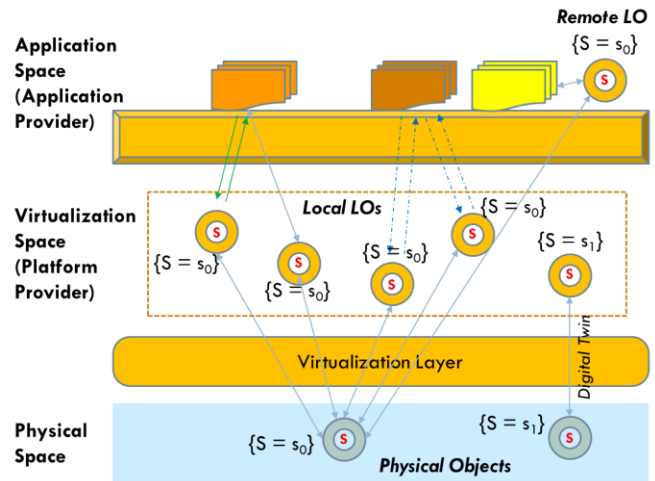 Remote LO
Application
Space
(Application
Provider)
{S = s₀}
S
Local LOs
Virtualization
Space
(Platform
Provider)
S
{S = s₀}
S
{S = s₀}
S
{S = s₀}
S
{S = s₀}
{S = s₁}
S
Digital Twin
Virtualization Layer
Physical
Space
{S = s₀}
S
Physical Objects
{S = s₁}
S